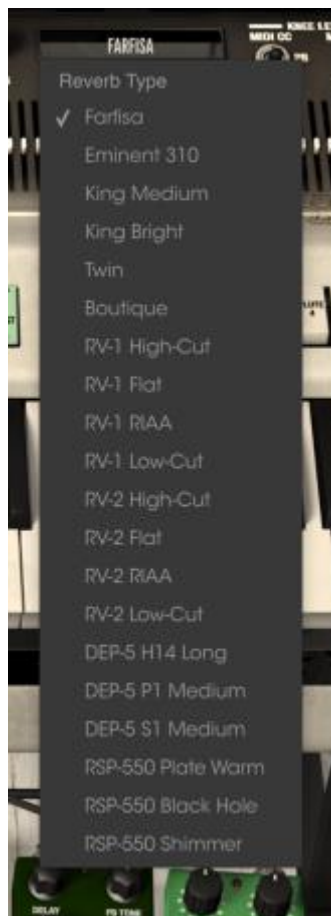 KNEE LE
MIDI CC
FARFISA
Reverb Type
✓ Farfisa
Eminent 310
King Medium
King Bright
Twin
Boutique
RV-1 High-Cut
RV-1 Flat
RV-1 RIAA
RV-1 Low-Cut
RV-2 High-Cut
RV-2 Flat
RV-2 RIAA
RV-2 Low-Cut
DEP-5 H14 Long
DEP-5 P1 Medium
DEP-5 S1 Medium
RSP-550 Plate Warm
RSP-550 Black Hole
RSP-550 Shimmer
DELAY